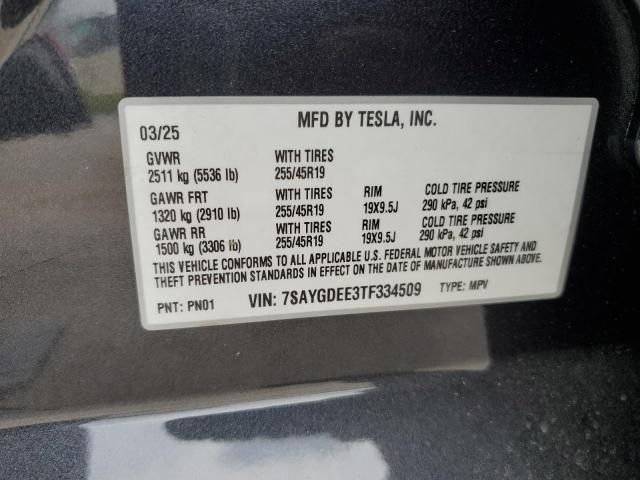 MFD BY TESLA, INC.
03/25
GVWR WITH TIRES
2511 kg (5536 lb) 255/45R19
GAWR FRT WITH TIRES RIM COLD TIRE PRESSURE
1320 kg (2910 lb) 255/45R19 19X9.5J 290 kPa, 42 psi
GAWR RR WITH TIRES RIM COLD TIRE PRESSURE
1500 kg (3306 lb) 255/45R19 19X9.5J 290 kPa, 42 psi
THIS VEHICLE CONFORMS TO ALL APPLICABLE U.S. FEDERAL MOTOR VEHICLE SAFETY AND
THEFT PREVENTION STANDARDS IN EFFECT ON THE DATE OF MANUFACTURE SHOWN ABOVE.
PNT: PN01 VIN: 7SAYGDEE3TF334509 TYPE: MPV